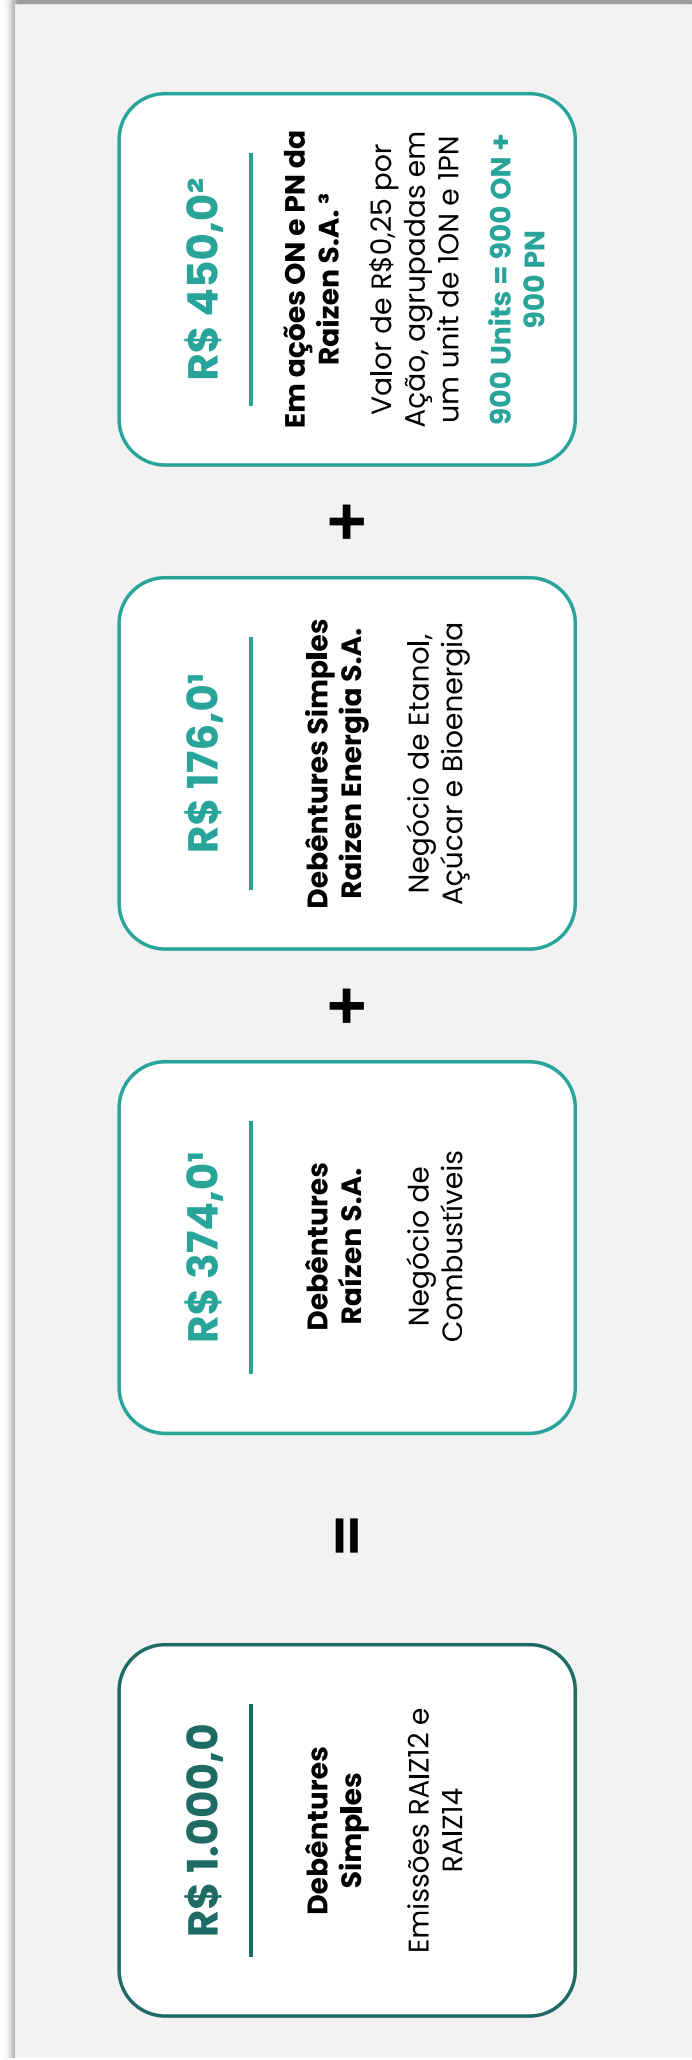 R$ 1.000,0
Debêntures
Simples
Emissões RAIZ12 e
RAIZ14
=
R$ 374,0¹
Debêntures
Raízen S.A.
Negócio de
Combustíveis
+
R$ 176,0¹
Debêntures Simples
Raizen Energia S.A.
Negócio de Etanol,
Açúcar e Bioenergia
+
R$ 450,0²
Em ações ON e PN da
Raizen S.A. ³
Valor de R$0,25 por
Ação, agrupadas em
um unit de 1ON e 1PN
900 Units = 900 ON +
900 PN